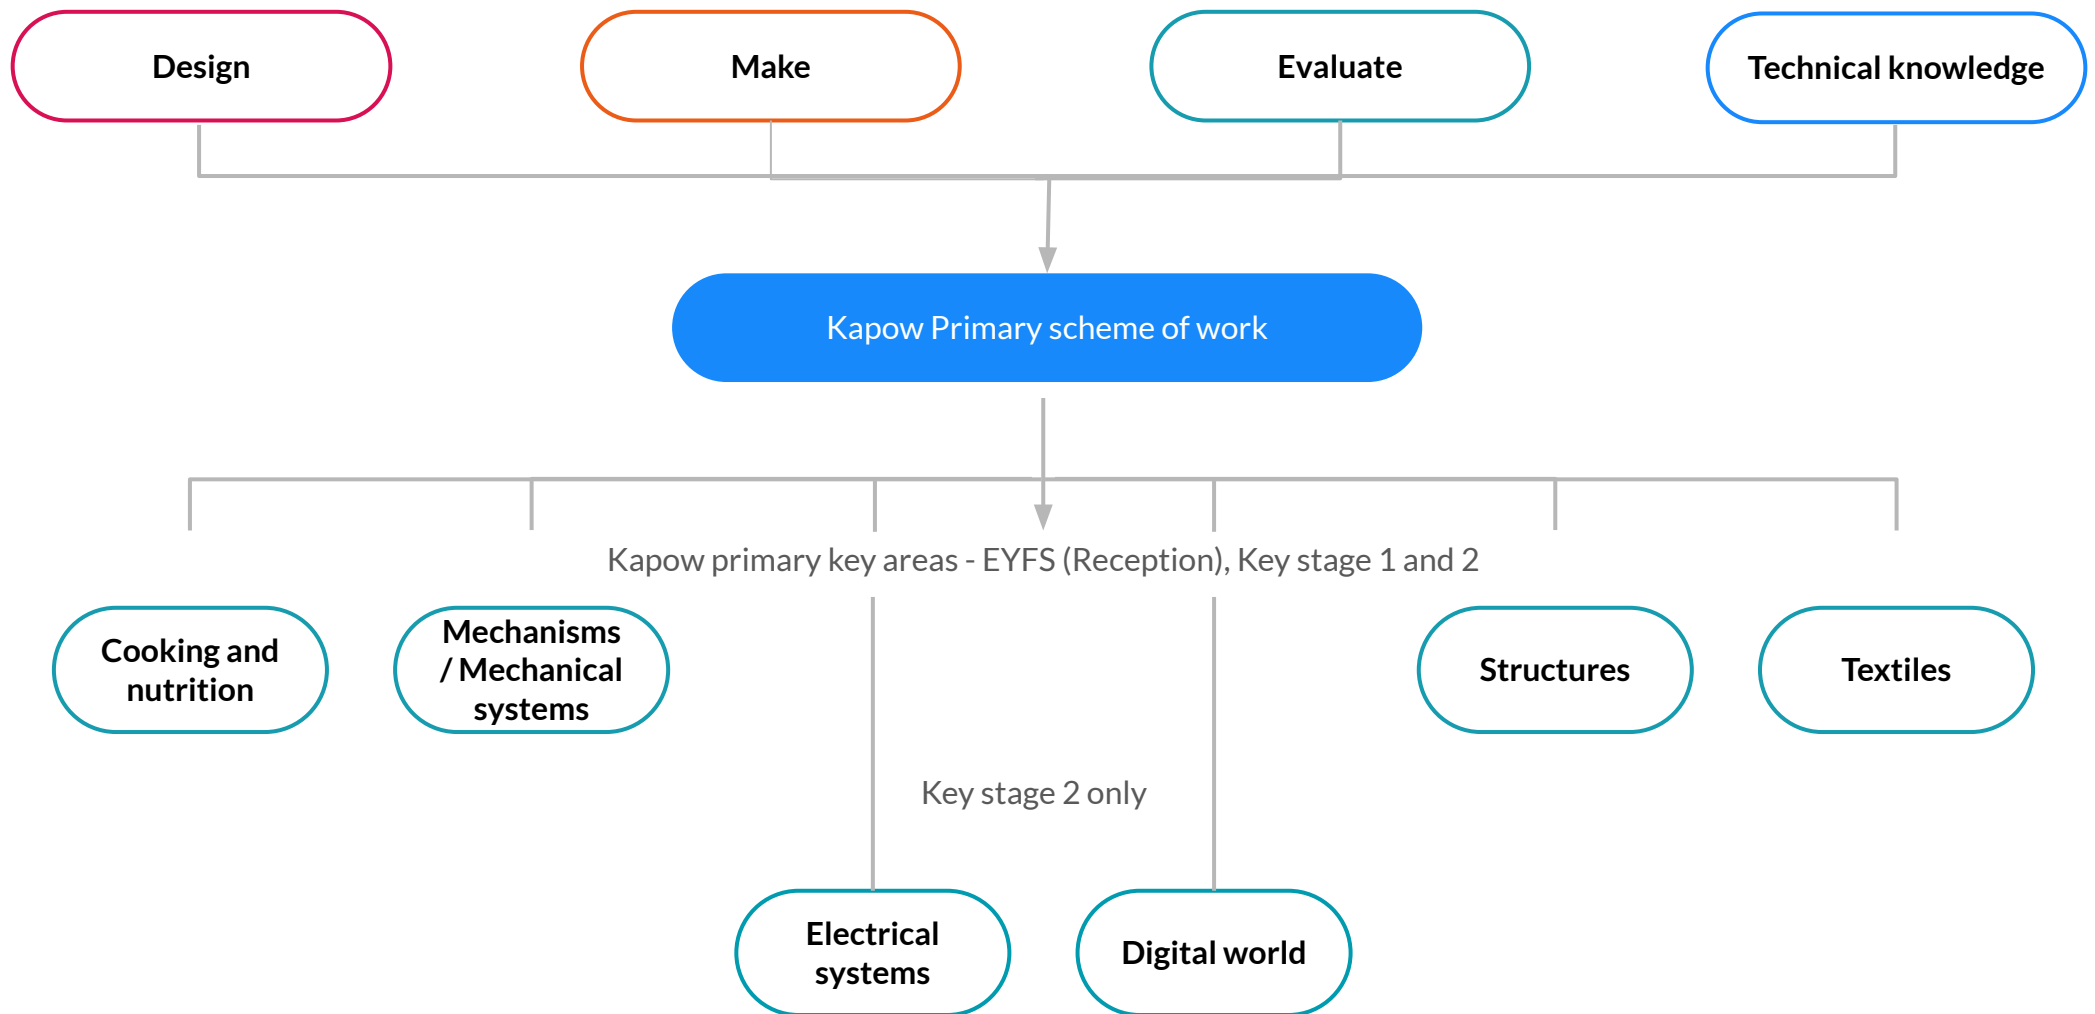 Design
Make
Evaluate
Technical knowledge
Kapow Primary scheme of work
Kapow primary key areas - EYFS (Reception), Key stage 1 and 2
Cooking and
nutrition
Mechanisms
/ Mechanical
systems
Structures
Textiles
Key stage 2 only
Electrical
systems
Digital world